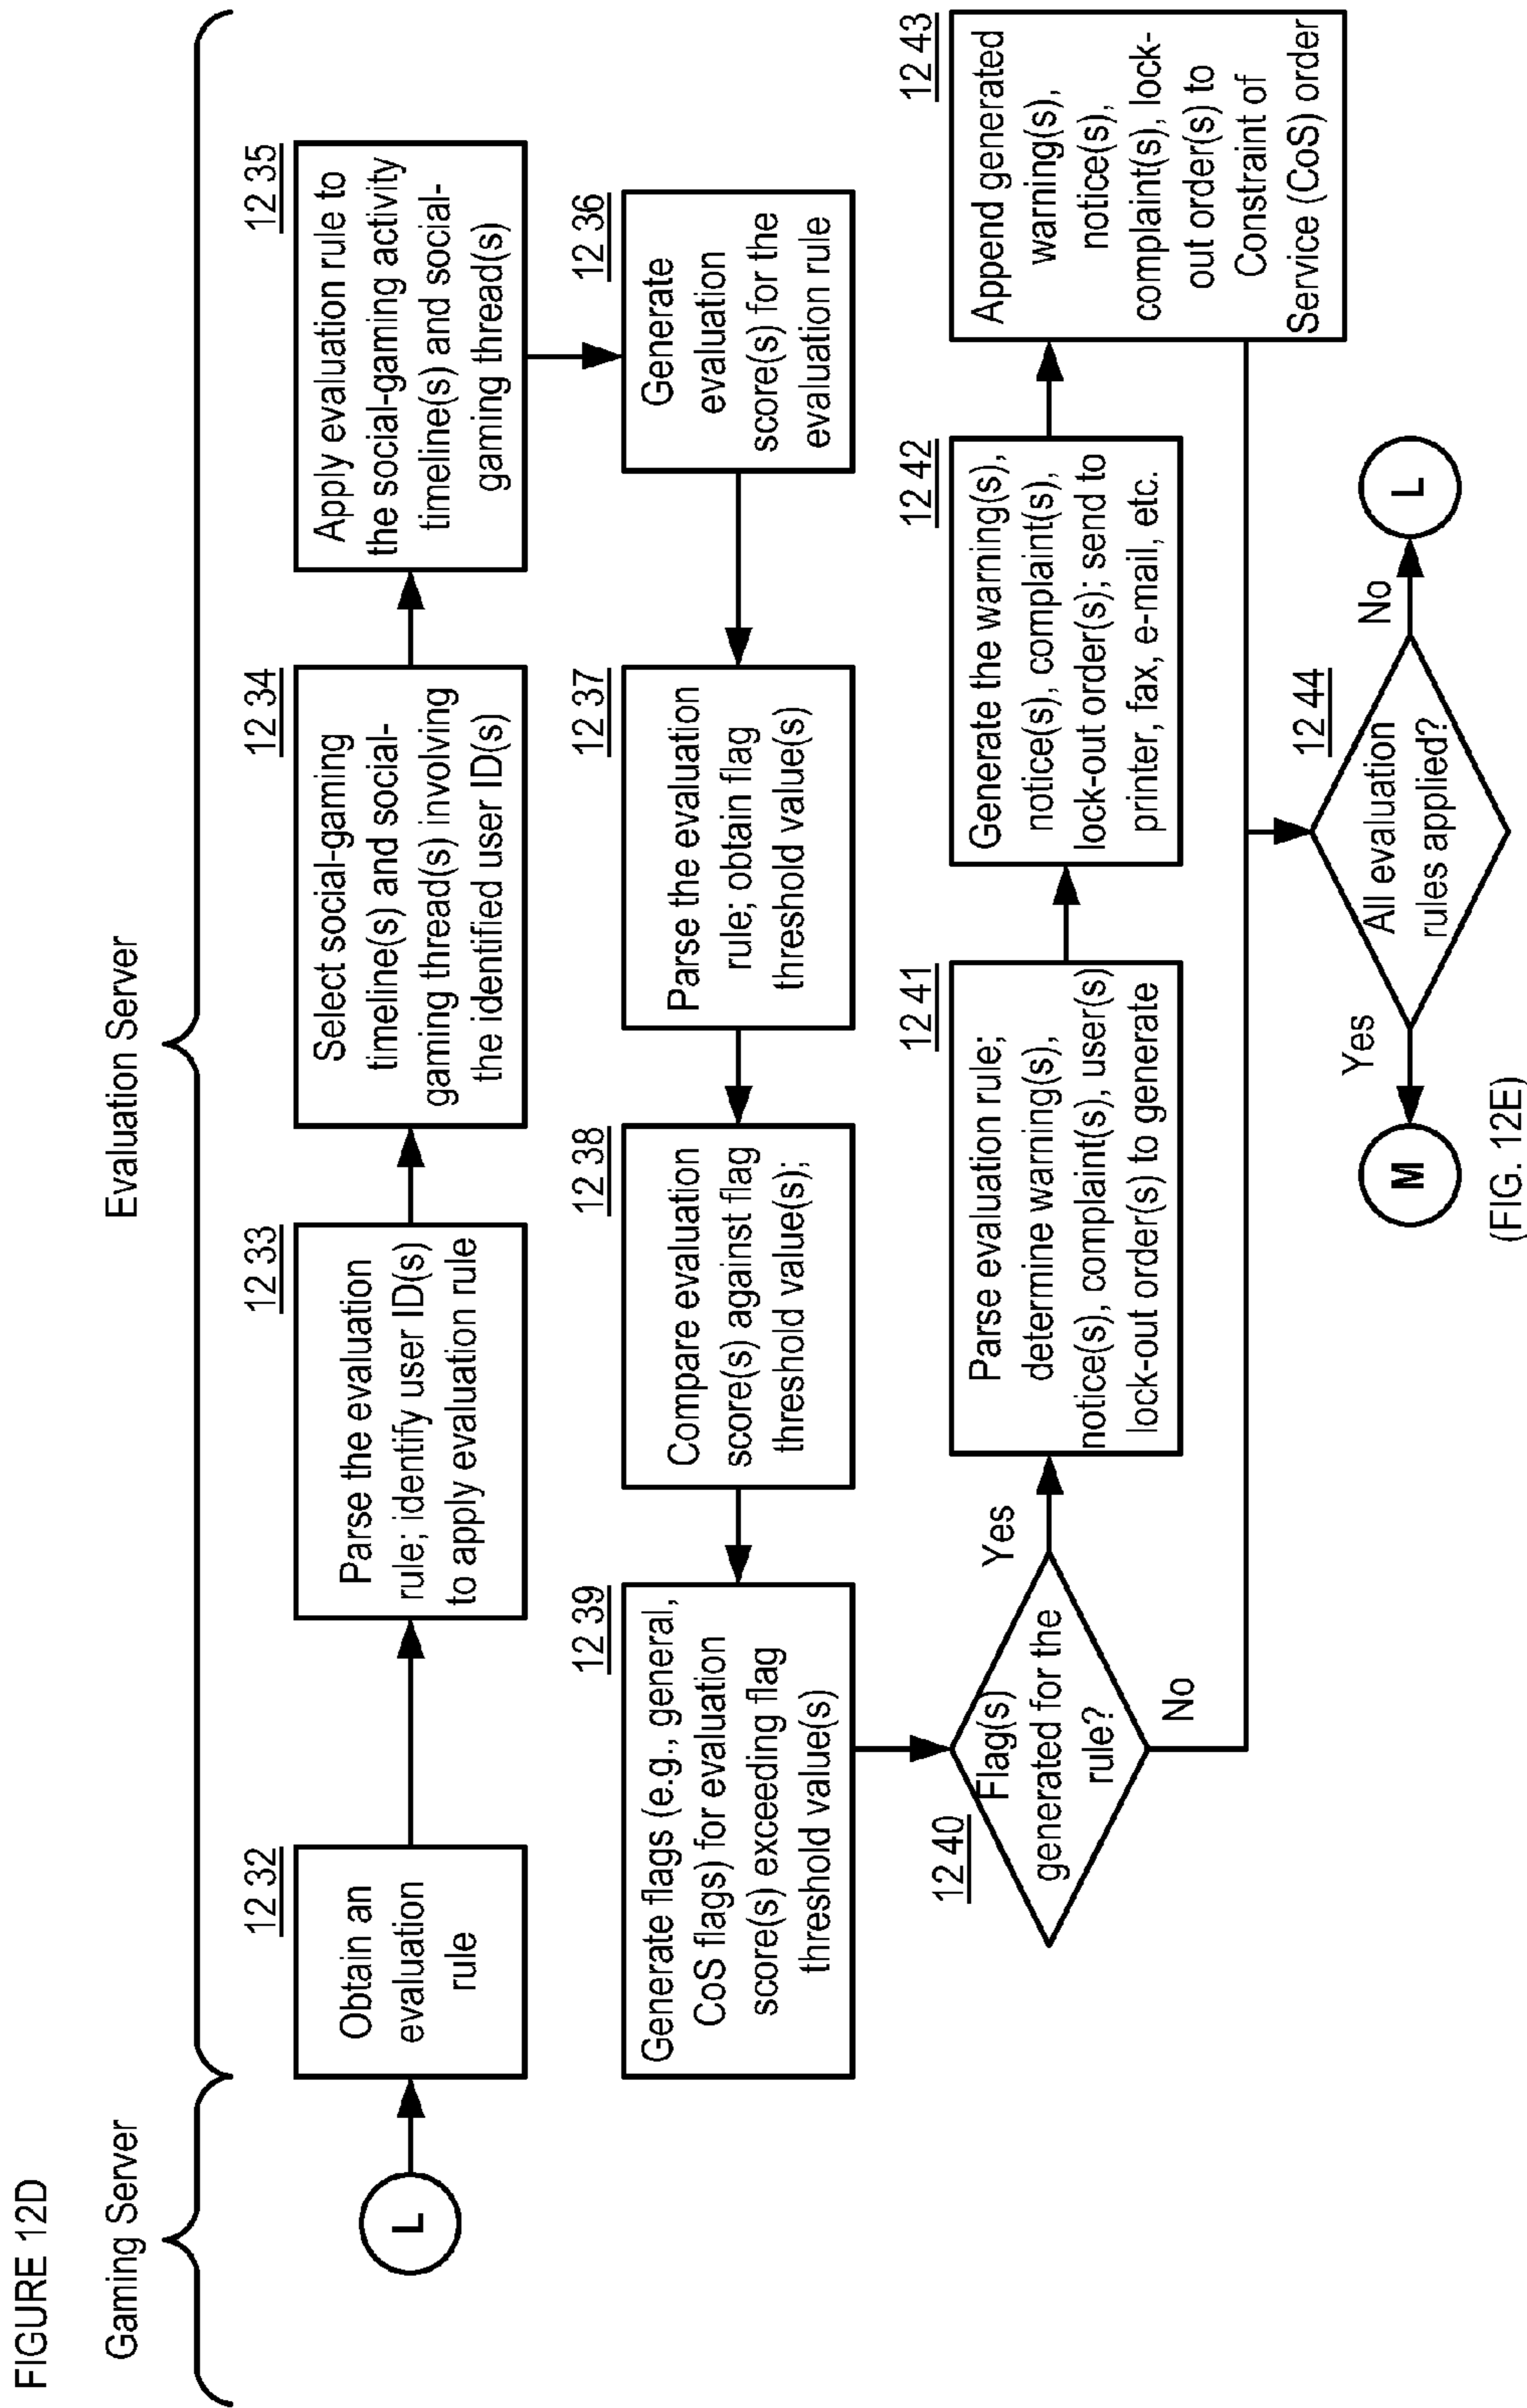 FIGURE 12D
Gaming Server
Evaluation Server
L
12 32
Obtain an
evaluation
rule
12 33
Parse the evaluation
rule; identify user ID(s)
to apply evaluation rule
12 34
Select social-gaming
timeline(s) and social-
gaming thread(s) involving
the identified user ID(s)
12 35
Apply evaluation rule to
the social-gaming activity
timeline(s) and social-
gaming thread(s)
12 36
Generate
evaluation
score(s) for the
evaluation rule
12 37
Parse the evaluation
rule; obtain flag
threshold value(s)
12 38
Compare evaluation
score(s) against flag
threshold value(s);
12 39
Generate flags (e.g., general,
CoS flags) for evaluation
score(s) exceeding flag
threshold value(s)
12 40
Flag(s)
generated for the
rule?
Yes
No
12 41
Parse evaluation rule;
determine warning(s),
notice(s), complaint(s), user(s)
lock-out order(s) to generate
12 42
Generate the warning(s),
notice(s), complaint(s),
lock-out order(s); send to
printer, fax, e-mail, etc.
12 43
Append generated
warning(s),
notice(s),
complaint(s), lock-
out order(s) to
Constraint of
Service (CoS) order
12 44
All evaluation
rules applied?
Yes
No
M
L
(FIG. 12E)